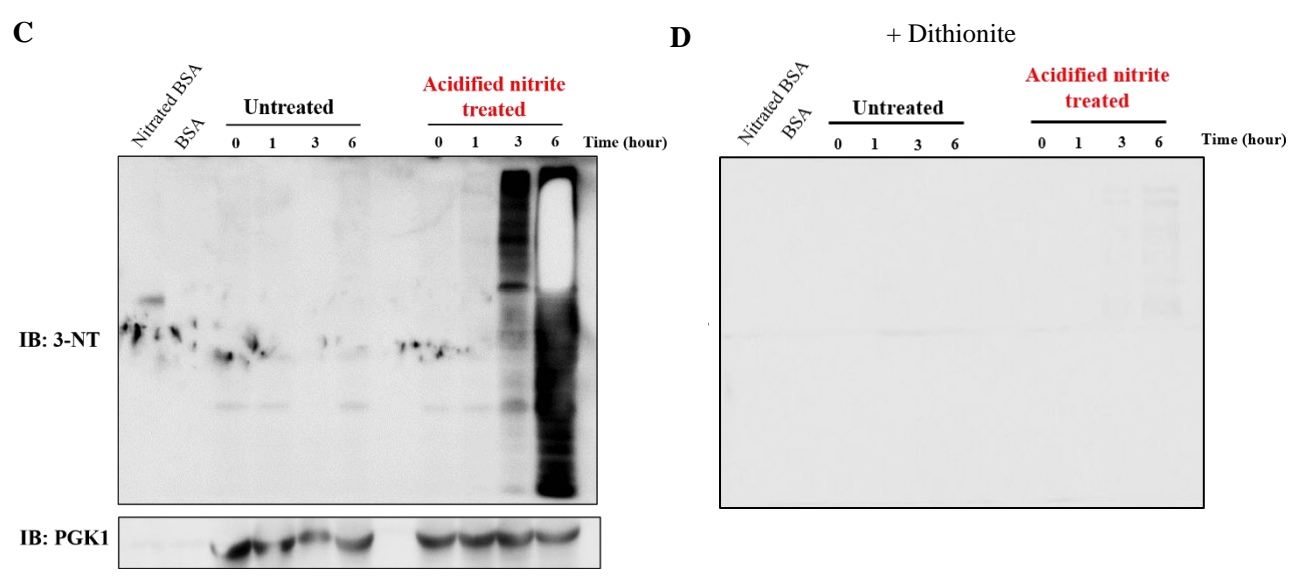 C
Nitrated BSA
BSA
Untreated
Acidified nitrite
treated
0 1 3 6 0 1 3 6 Time (hour)
IB: 3-NT
IB: PGK1
D
+ Dithionite
Nitrated BSA
BSA
Untreated
Acidified nitrite
treated
0 1 3 6 0 1 3 6 Time (hour)